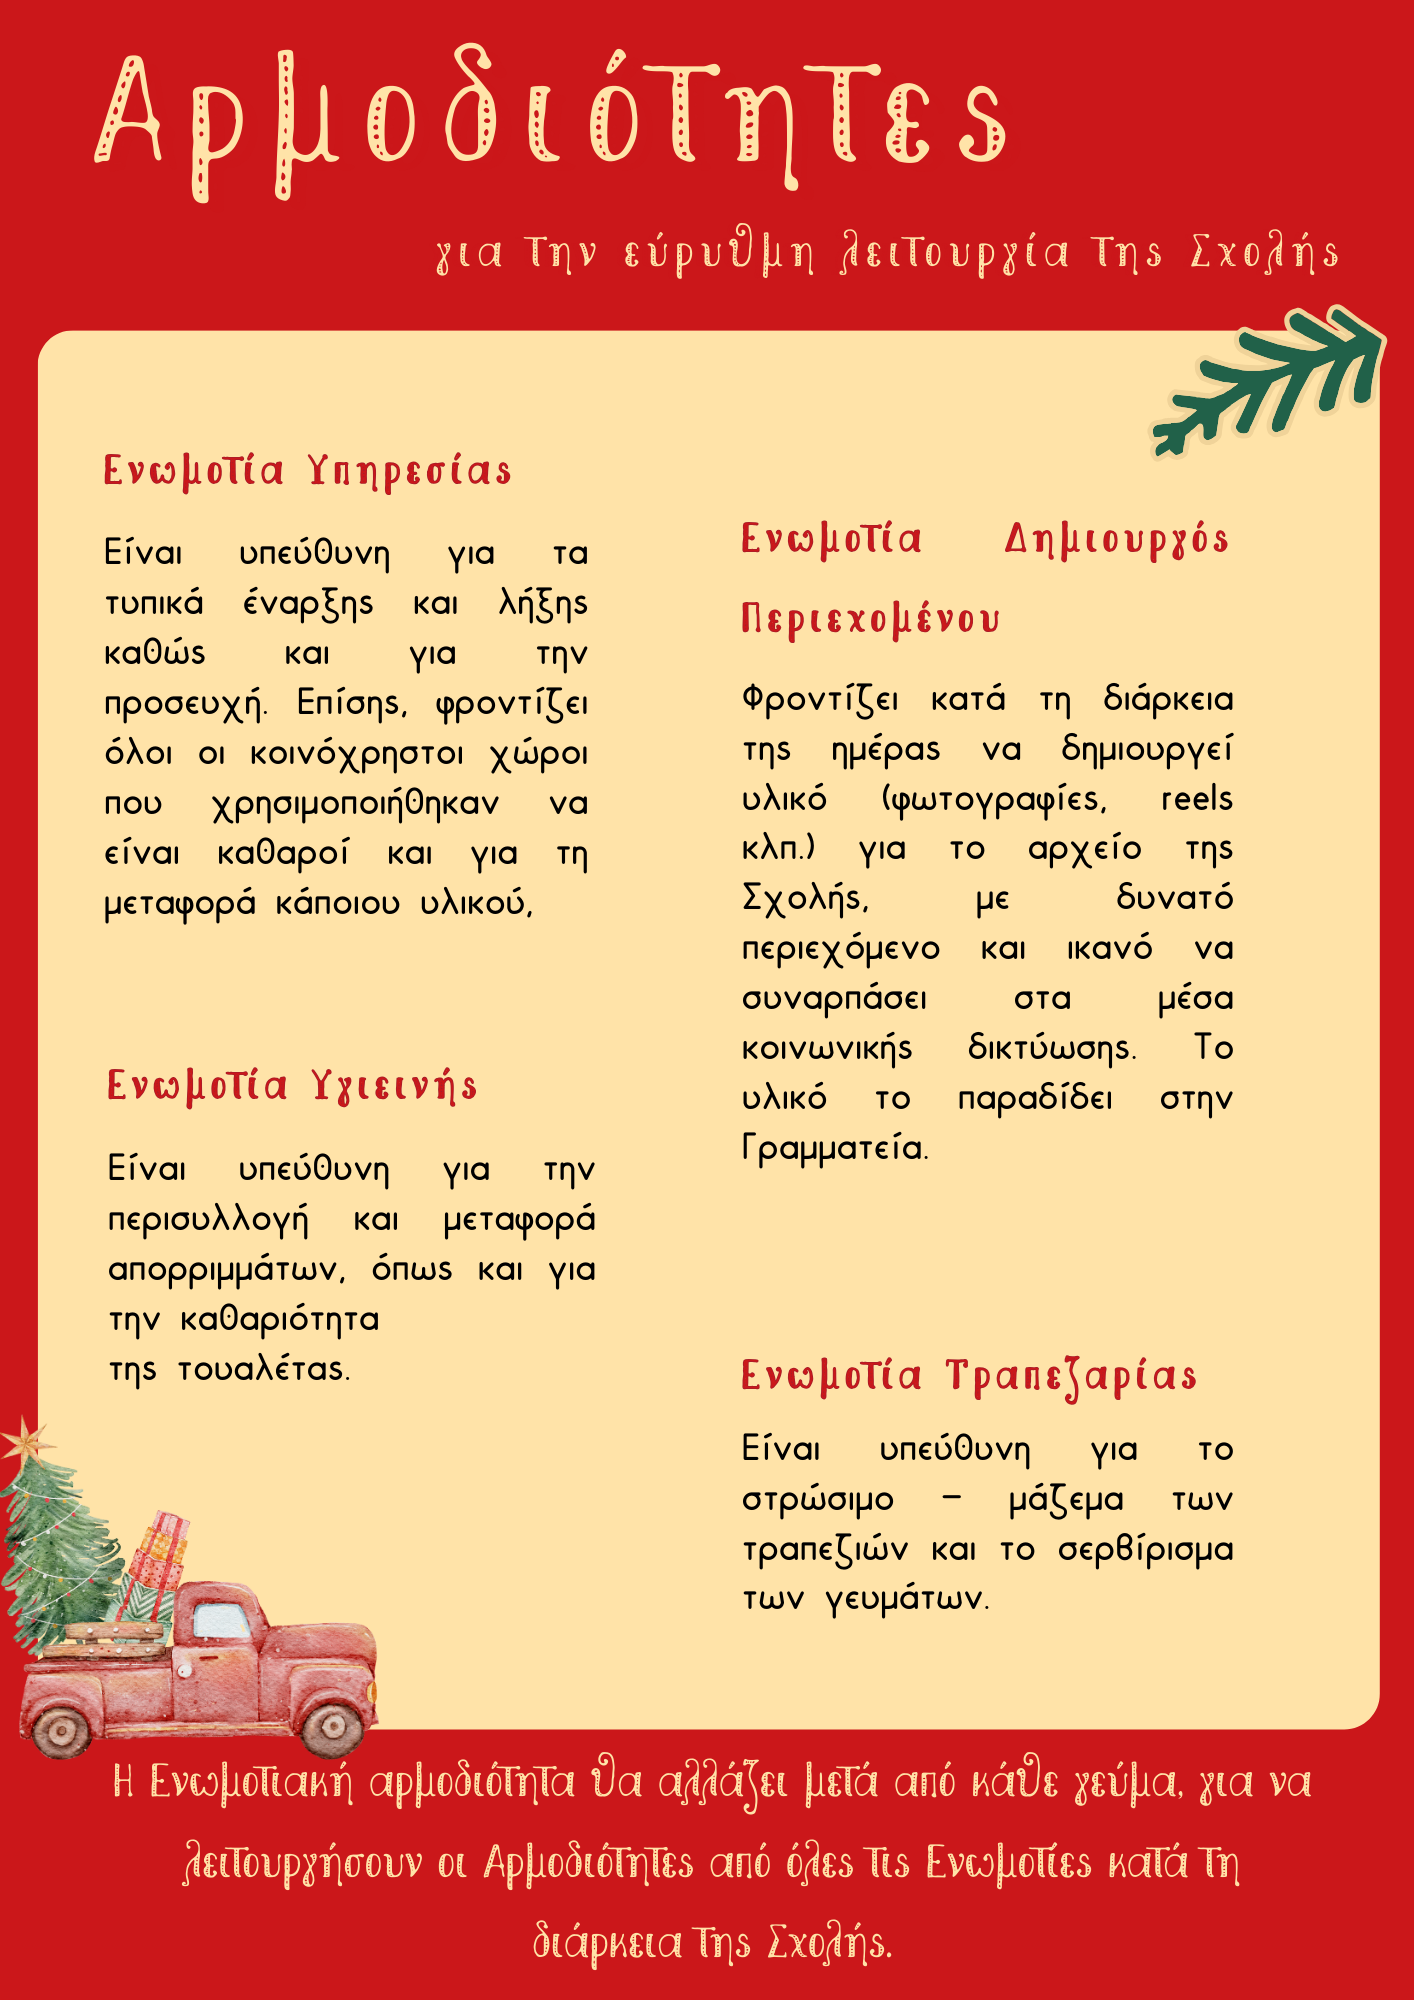 Αρμοδιότητες
για την εύρυθμη λειτουργία της Σχολής
Ενωμοτία Υπηρεσίας
Είναι υπεύθυνη για τα
τυπικά έναρξης και λήξης
καθώς και για την
προσευχή. Επίσης, φροντίζει
όλοι οι κοινόχρηστοι χώροι
που χρησιμοποιήθηκαν να
είναι καθαροί και για τη
μεταφορά κάποιου υλικού,
Ενωμοτία Υγιεινής
Είναι υπεύθυνη για την
περισυλλογή και μεταφορά
απορριμμάτων, όπως και για
την καθαριότητα
της τουαλέτας.
Ενωμοτία Δημιουργός
Περιεχομένου
Φροντίζει κατά τη διάρκεια
της ημέρας να δημιουργεί
υλικό (φωτογραφίες, reels
κλπ.) για το αρχείο της
Σχολής, με δυνατό
περιεχόμενο και ικανό να
συναρπάσει στα μέσα
κοινωνικής δικτύωσης. Το
υλικό το παραδίδει στην
Γραμματεία.
Ενωμοτία Τραπεζαρίας
Είναι υπεύθυνη για το
στρώσιμο – μάζεμα των
τραπεζιών και το σερβίρισμα
των γευμάτων.
Η Ενωμοτιακή αρμοδιότητα θα αλλάζει μετά από κάθε γεύμα, για να
λειτουργήσουν οι Αρμοδιότητες από όλες τις Ενωμοτίες κατά τη
διάρκεια της Σχολής.